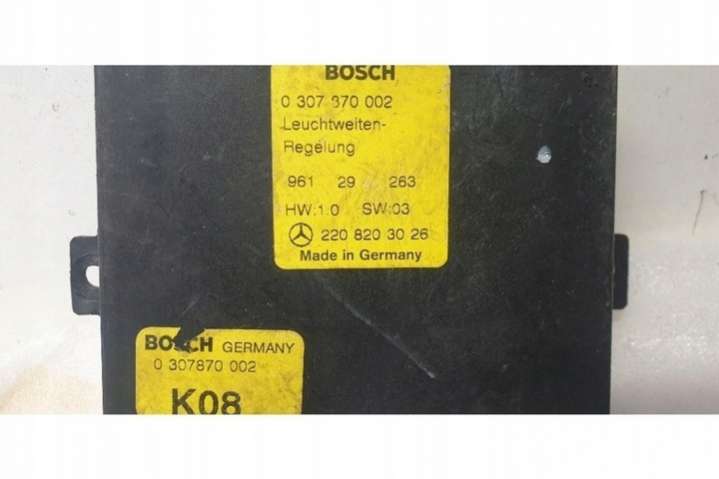 BOSCH
0 307 870 002
Leuchtweiten-
Regelung
961 29 263
HW:1.0 SW:03
220 820 30 26
Made in Germany
BOSCH GERMANY
0 307870 002
K08